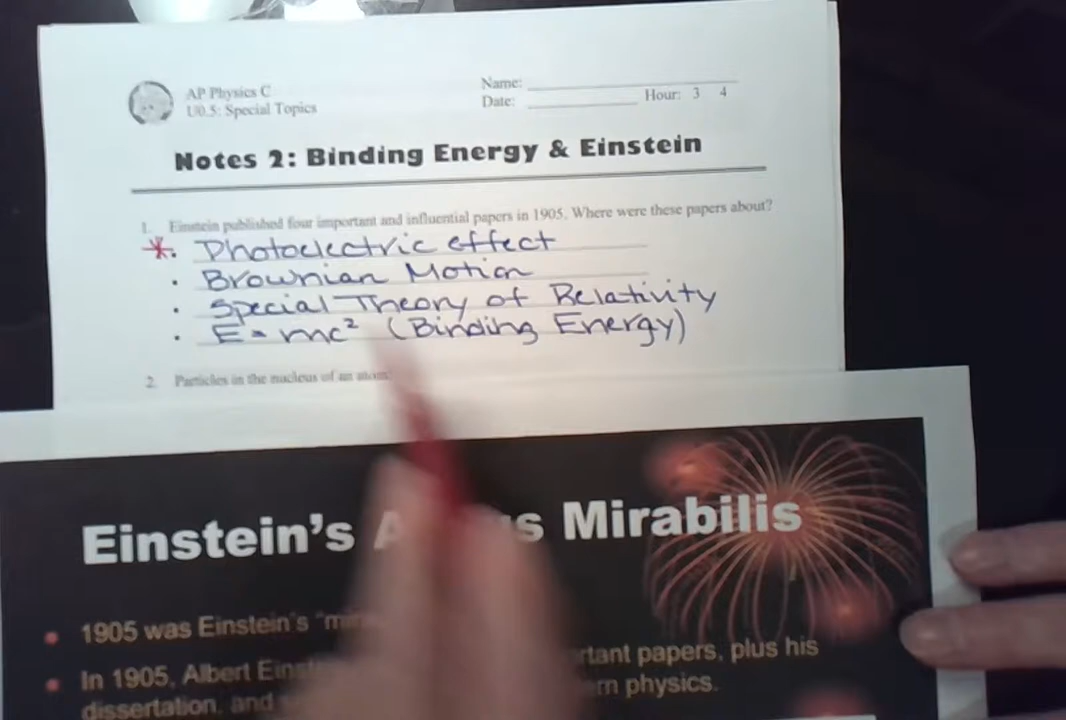 AP Physics C
U0.5: Special Topics
Name:
Date: Hour: 3 4
Notes 2: Binding Energy & Einstein
1. Einstein published four important and influential papers in 1905. Where were these papers about?
*. Photoelectric effect
• Brownian Motion
• Special Theory of Relativity
• E = mc² (Binding Energy)
2. Particles in the nucleus of an atom:
Einstein's Mirabilis
• 1905 was Einstein's
• In 1905, Albert papers, plus his
dissertation, and physics.